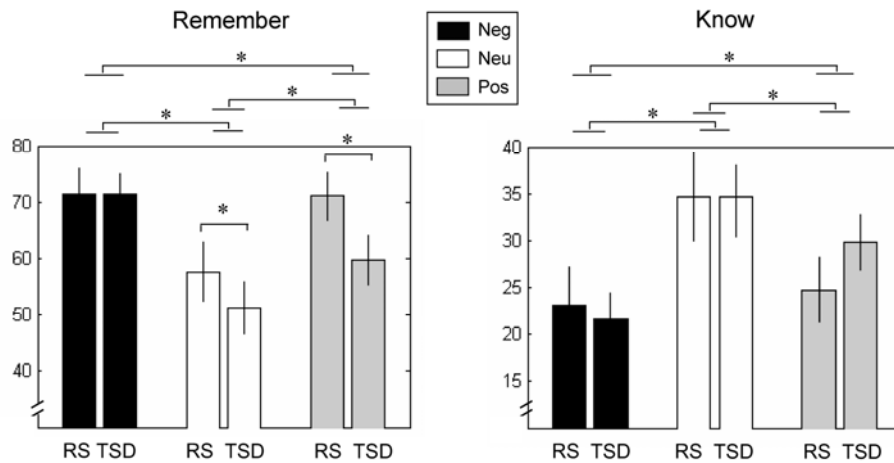 Remember
Neg
Neu
Pos
Know
*
*
*
*
*
80
70
60
50
40
RS TSD
RS TSD
RS TSD
*
*
*
40
35
30
25
20
15
RS TSD
RS TSD
RS TSD